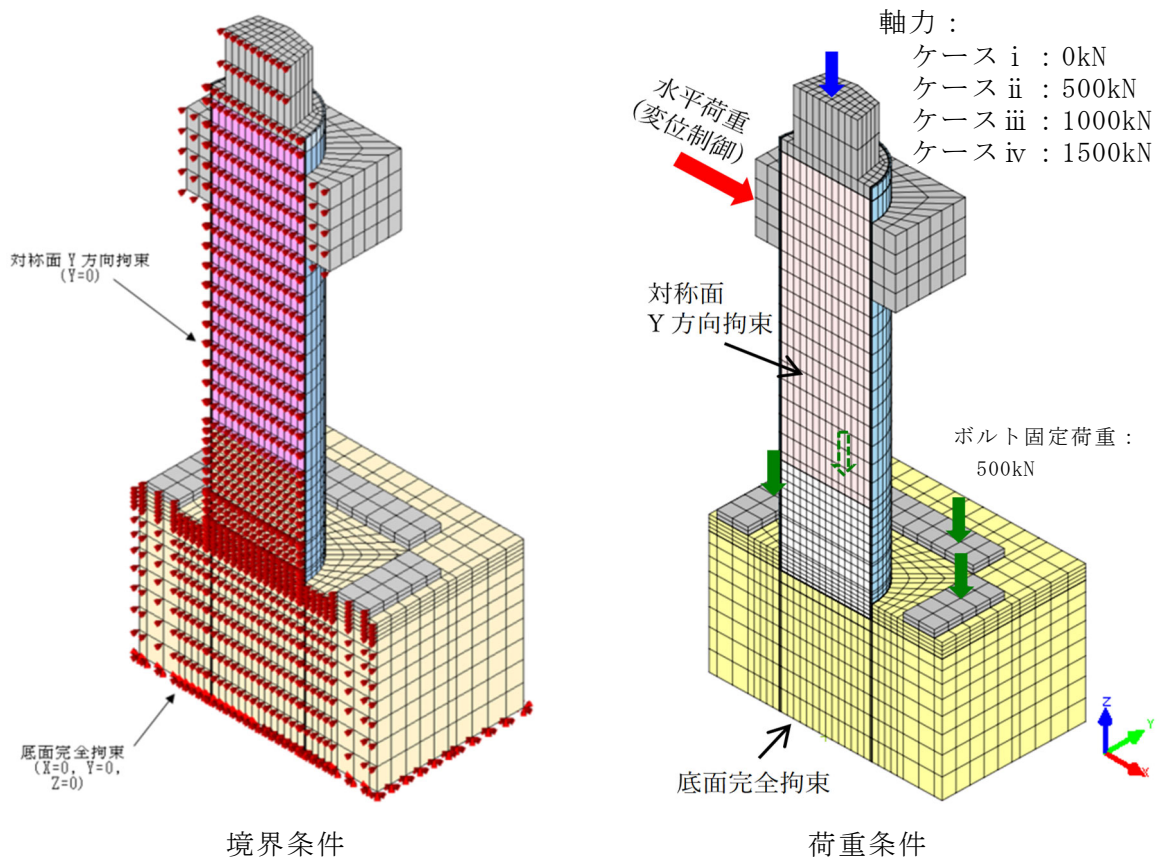 軸力：
ケースⅰ：0kN
ケースⅱ：500kN
ケースⅲ：1000kN
ケースⅳ：1500kN
水平荷重
(変位制御)
対称面Y方向拘束
(Y=0)
対称面
Y方向拘束
ボルト固定荷重：
500kN
底面完全拘束
(X=0, Y=0,
Z=0)
底面完全拘束
Z
Y
X
境界条件
荷重条件